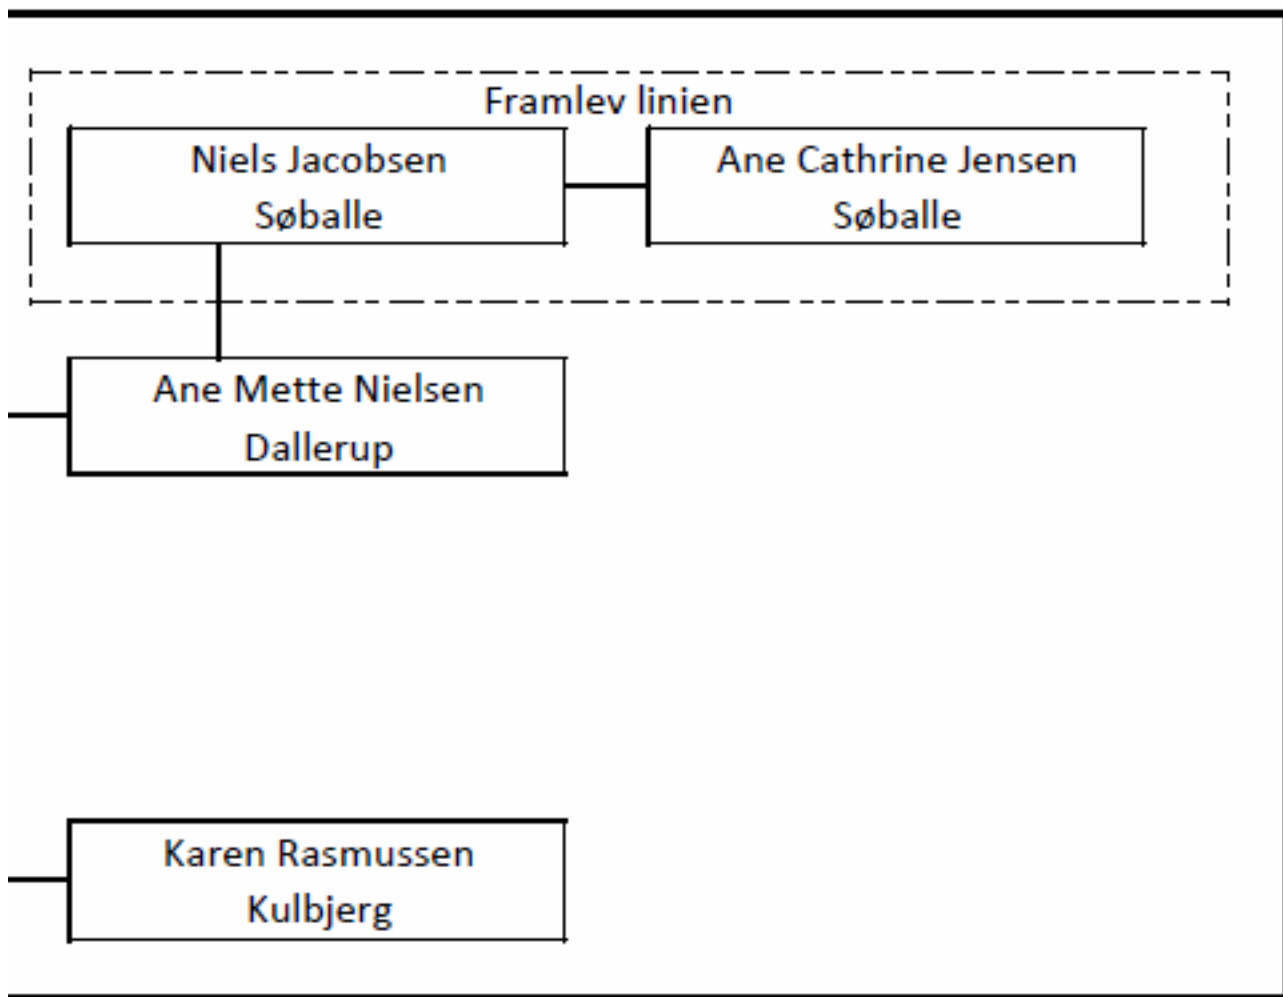 Framlev linien
Niels Jacobsen
Søballe
Ane Cathrine Jensen
Søballe
Ane Mette Nielsen
Dallerup
Karen Rasmussen
Kulbjerg